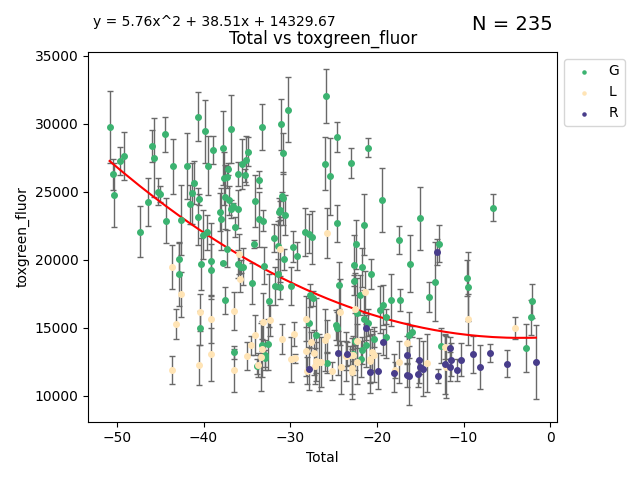 y = 5.76x^2 + 38.51x + 14329.67
N = 235
Total vs toxgreen_fluor
35000
30000
25000
20000
15000
10000
toxgreen_fluor
−50
−40
−30
−20
−10
0
Total
G
L
R